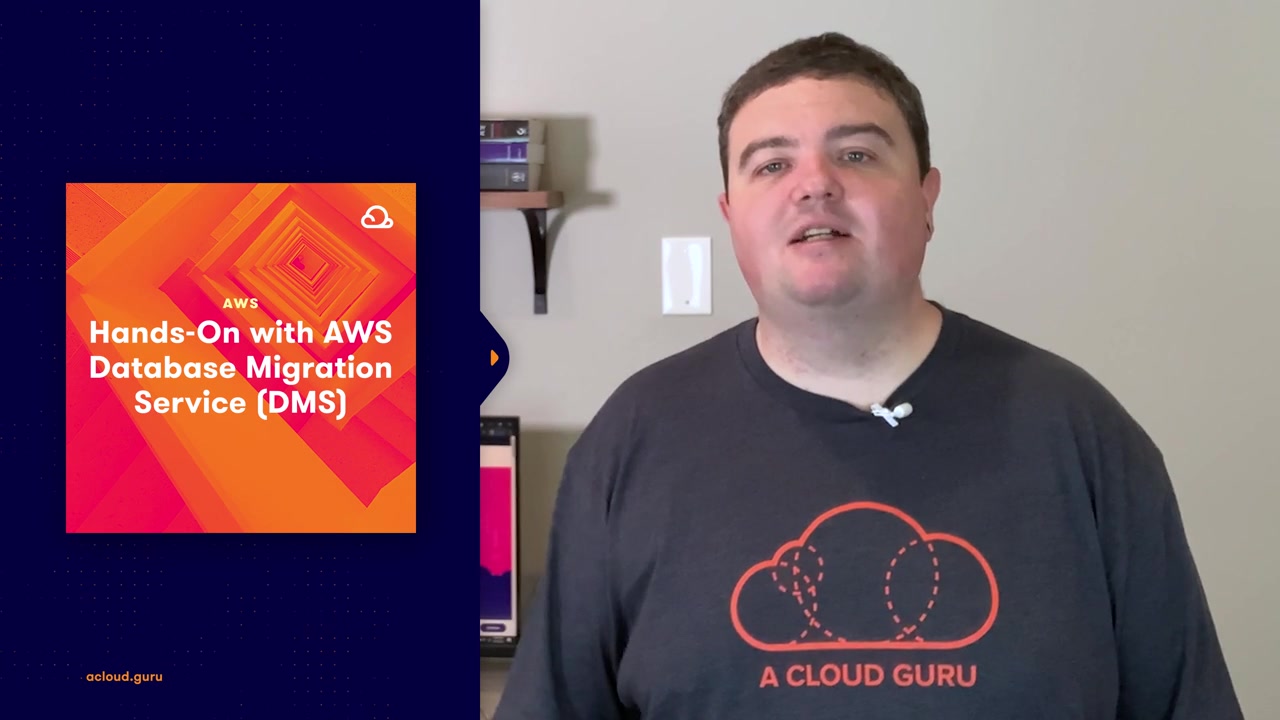 AWS
Hands-On with AWS
Database Migration
Service (DMS)
acloud.guru
A CLOUD GURU